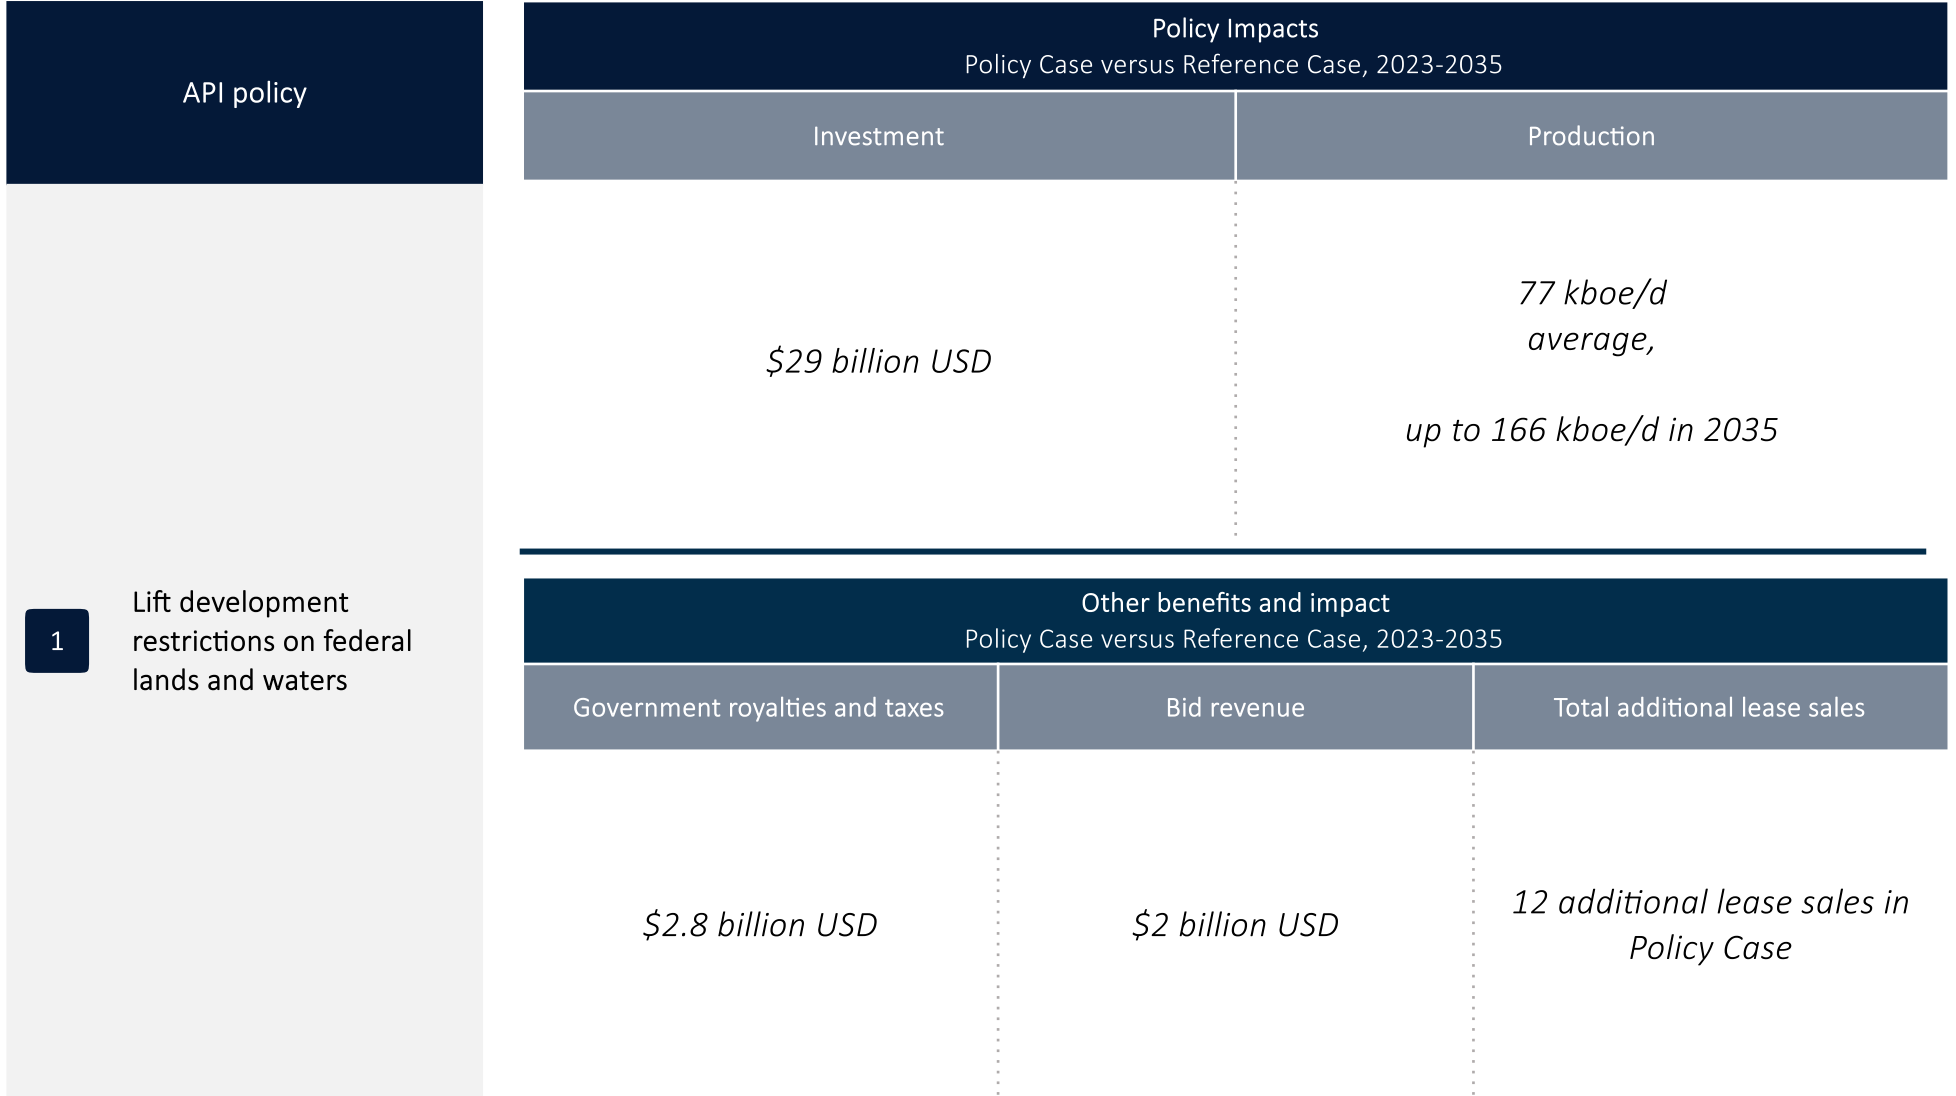 API policy
1
Lift development
restrictions on federal
lands and waters
Policy Impacts
Policy Case versus Reference Case, 2023-2035
Investment
Production
$29 billion USD
77 kboe/d
average,
up to 166 kboe/d in 2035
Other benefits and impact
Policy Case versus Reference Case, 2023-2035
Government royalties and taxes
Bid revenue
Total additional lease sales
$2.8 billion USD
$2 billion USD
12 additional lease sales in
Policy Case